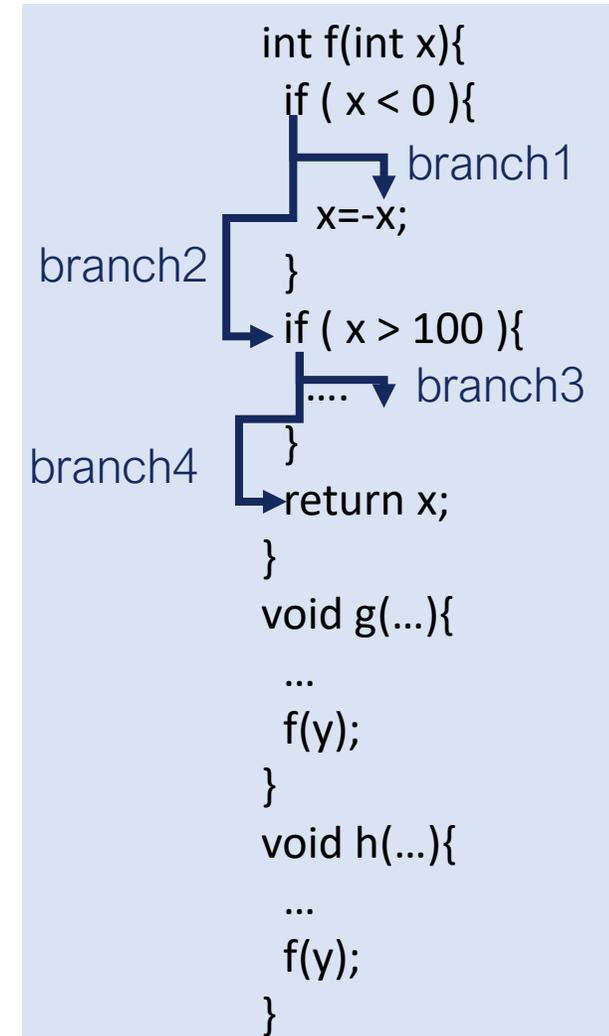 int f(int x){
if ( x < 0 ){
branch1
x=-x;
branch2
}
if ( x > 100 ){
.... branch3
}
branch4
return x;
}
void g(…){
…
f(y);
}
void h(…){
…
f(y);
}